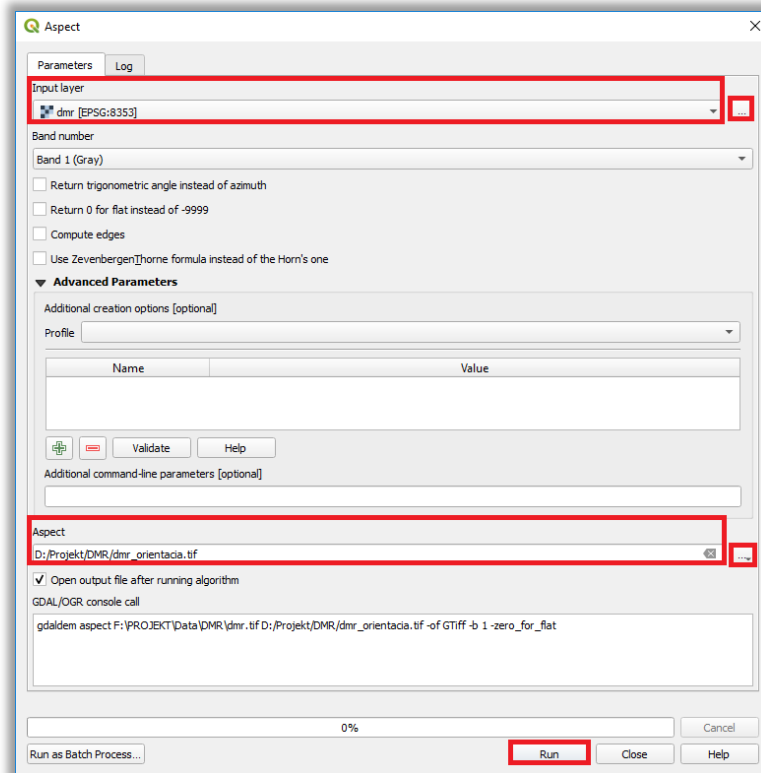 Aspect
Parameters
Log
Input layer
dmr [EPSG:8353]
...
Band number
Band 1 (Gray)
Return trigonometric angle instead of azimuth
Return 0 for flat instead of -9999
Compute edges
Use ZevenbergenThorne formula instead of the Horn's one
Advanced Parameters
Additional creation options [optional]
Profile
Name Value
Validate Help
Additional command-line parameters [optional]
Aspect
D:/Projekt/DMR/dmr_orientacia.tif
...
Open output file after running algorithm
GDAL/OGR console call
gdaldem aspect F:\PROJEKT\Data\DMR\dmr.tif D:/Projekt/DMR/dmr_orientacia.tif -of GTiff -b 1 -zero_for_flat
0%
Cancel
Run as Batch Process...
Run
Close
Help